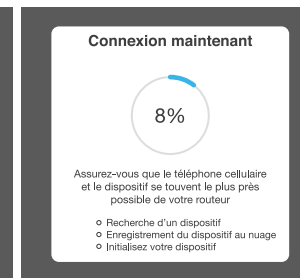 Connexion maintenant
8%
Assurez-vous que le téléphone cellulaire
et le dispositif se touvent le plus près
possible de votre routeur
Recherche d'un dispositif
Enregistrement du dispositif au nuage
Initialisez votre dispositif